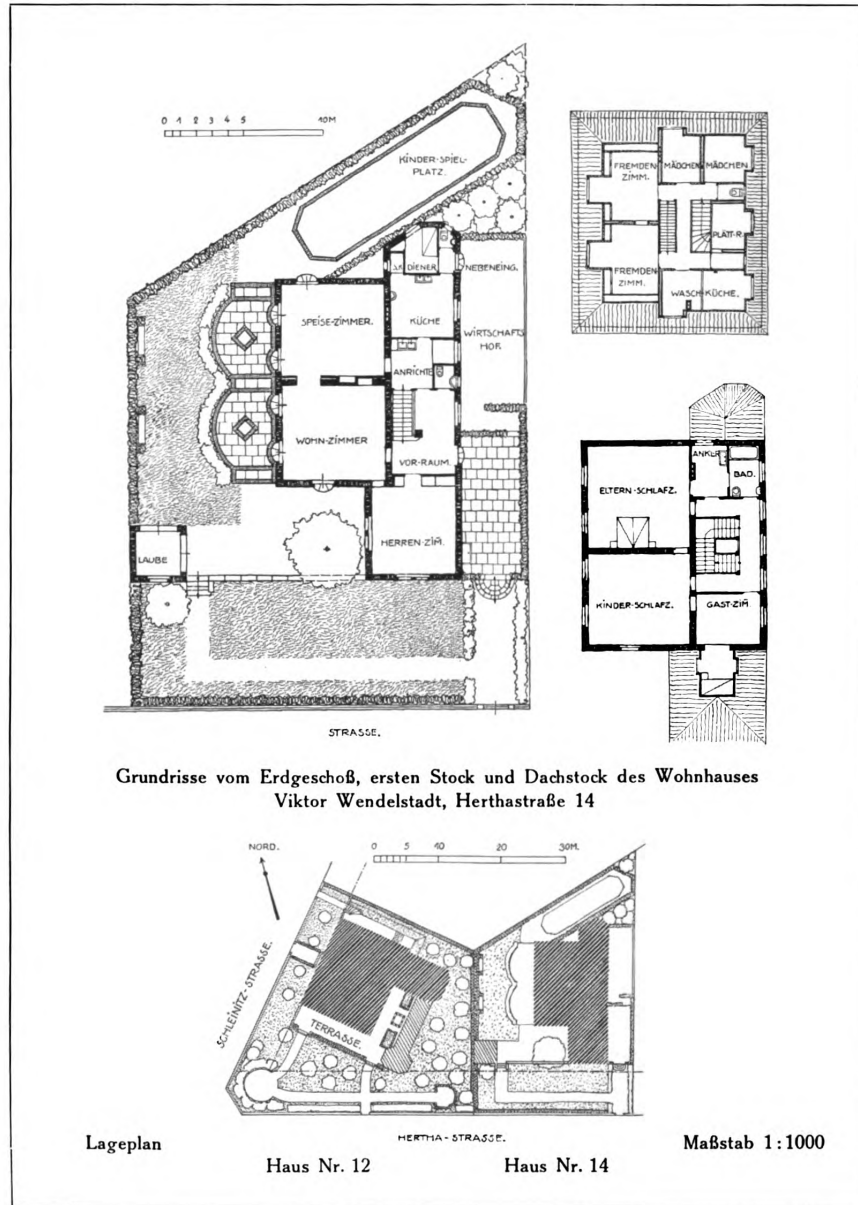 0 1 2 3 4 5 10M
KINDER-SPIEL-
PLATZ.
DIENER
NEBENEING.
SPEISE-ZIMMER.
KÜCHE
WIRTSCHAFTS
HOF.
ANRICHTE
WOHN-ZIMMER
VOR-RAUM.
HERREN-ZIM.
LAUBE
STRASSE.
FREMDEN
ZIMM.
MÄDCHEN
MÄDCHEN
PLÄTT-R.
FREMDEN
ZIMM.
WASCH KÜCHE.
ANKER
BAD.
ELTERN-SCHLAFZ.
KINDER-SCHLAFZ.
GAST-ZIM.
Grundrisse vom Erdgeschoß, ersten Stock und Dachstock des Wohnhauses
Viktor Wendelstadt, Herthastraße 14
NORD.
0 5 10 20 30M.
SCHLEINITZ-STRASSE.
TERRASSE.
HERTHA-STRASSE.
Lageplan
Maßstab 1:1000
Haus Nr. 12
Haus Nr. 14